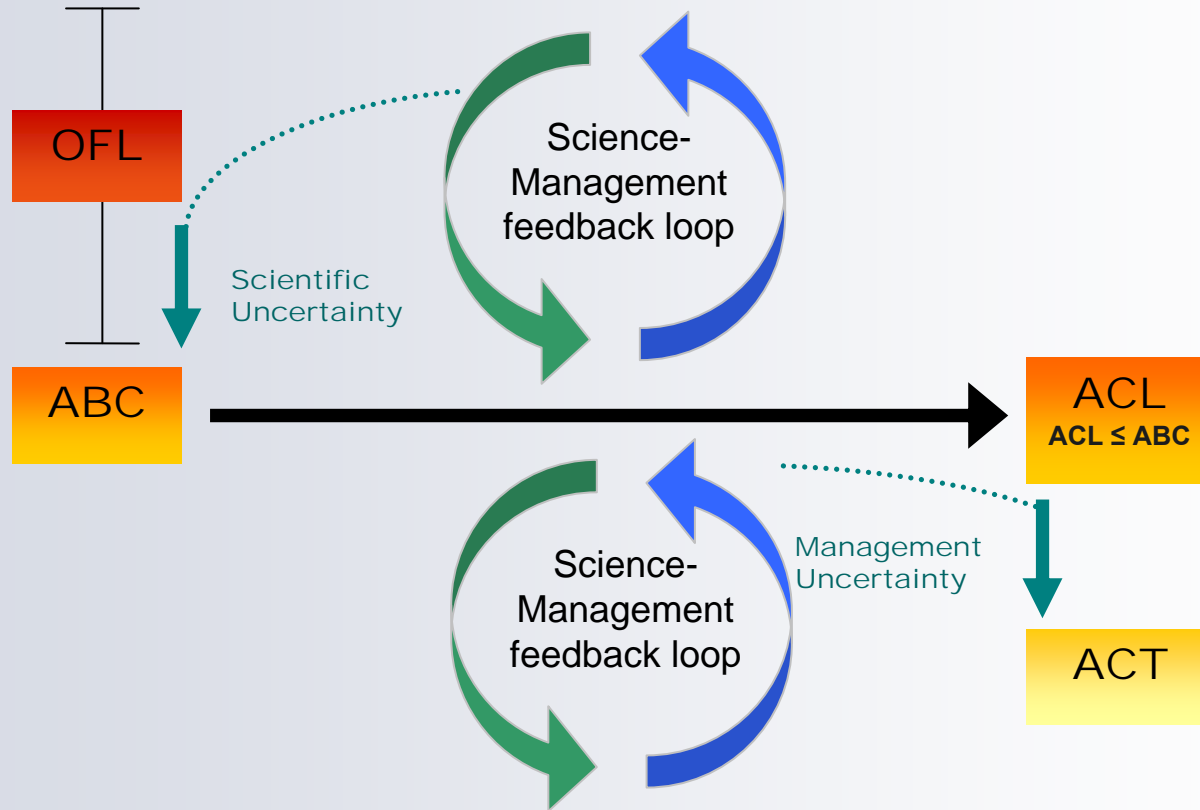 OFL
Science-
Management
feedback loop
Scientific
Uncertainty
ABC
ACL
ACL ≤ ABC
Science-
Management
feedback loop
Management
Uncertainty
ACT